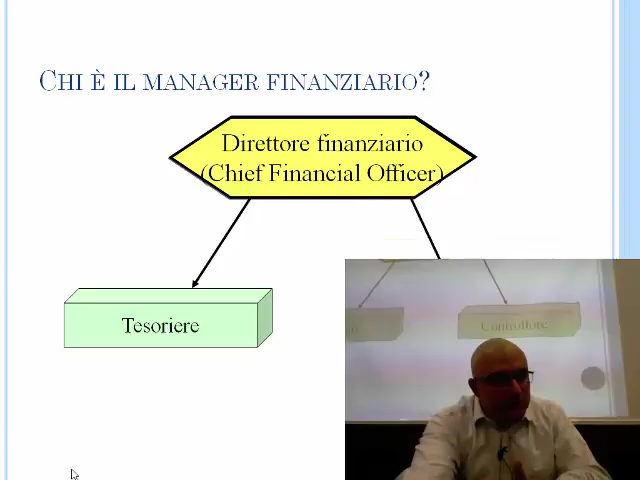 Chi è il manager finanziario?
Direttore finanziario
(Chief Financial Officer)
Tesoriere
Controllore